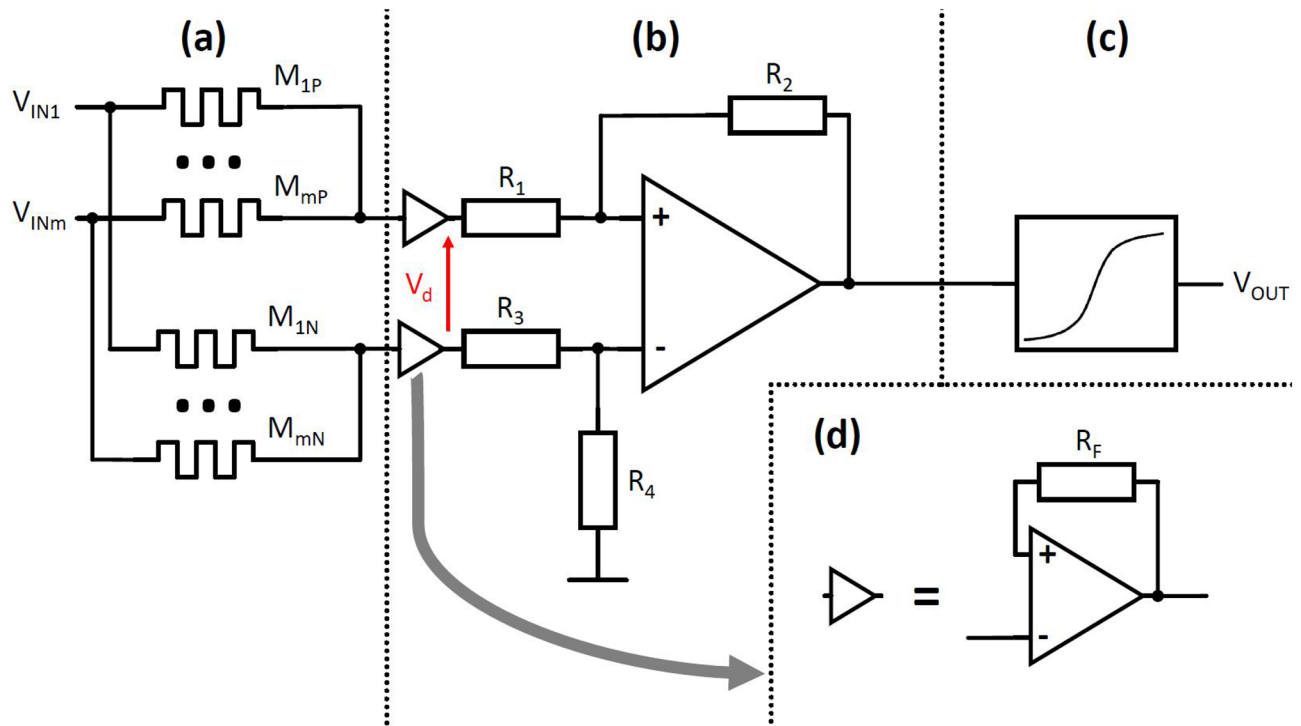 (a)
(b)
(c)
V_IN1
M_1P
V_INm
M_mP
R_1
R_2
+
V_d
M_1N
R_3
-
M_mN
R_4
V_OUT
(d)
=
R_F
+
-